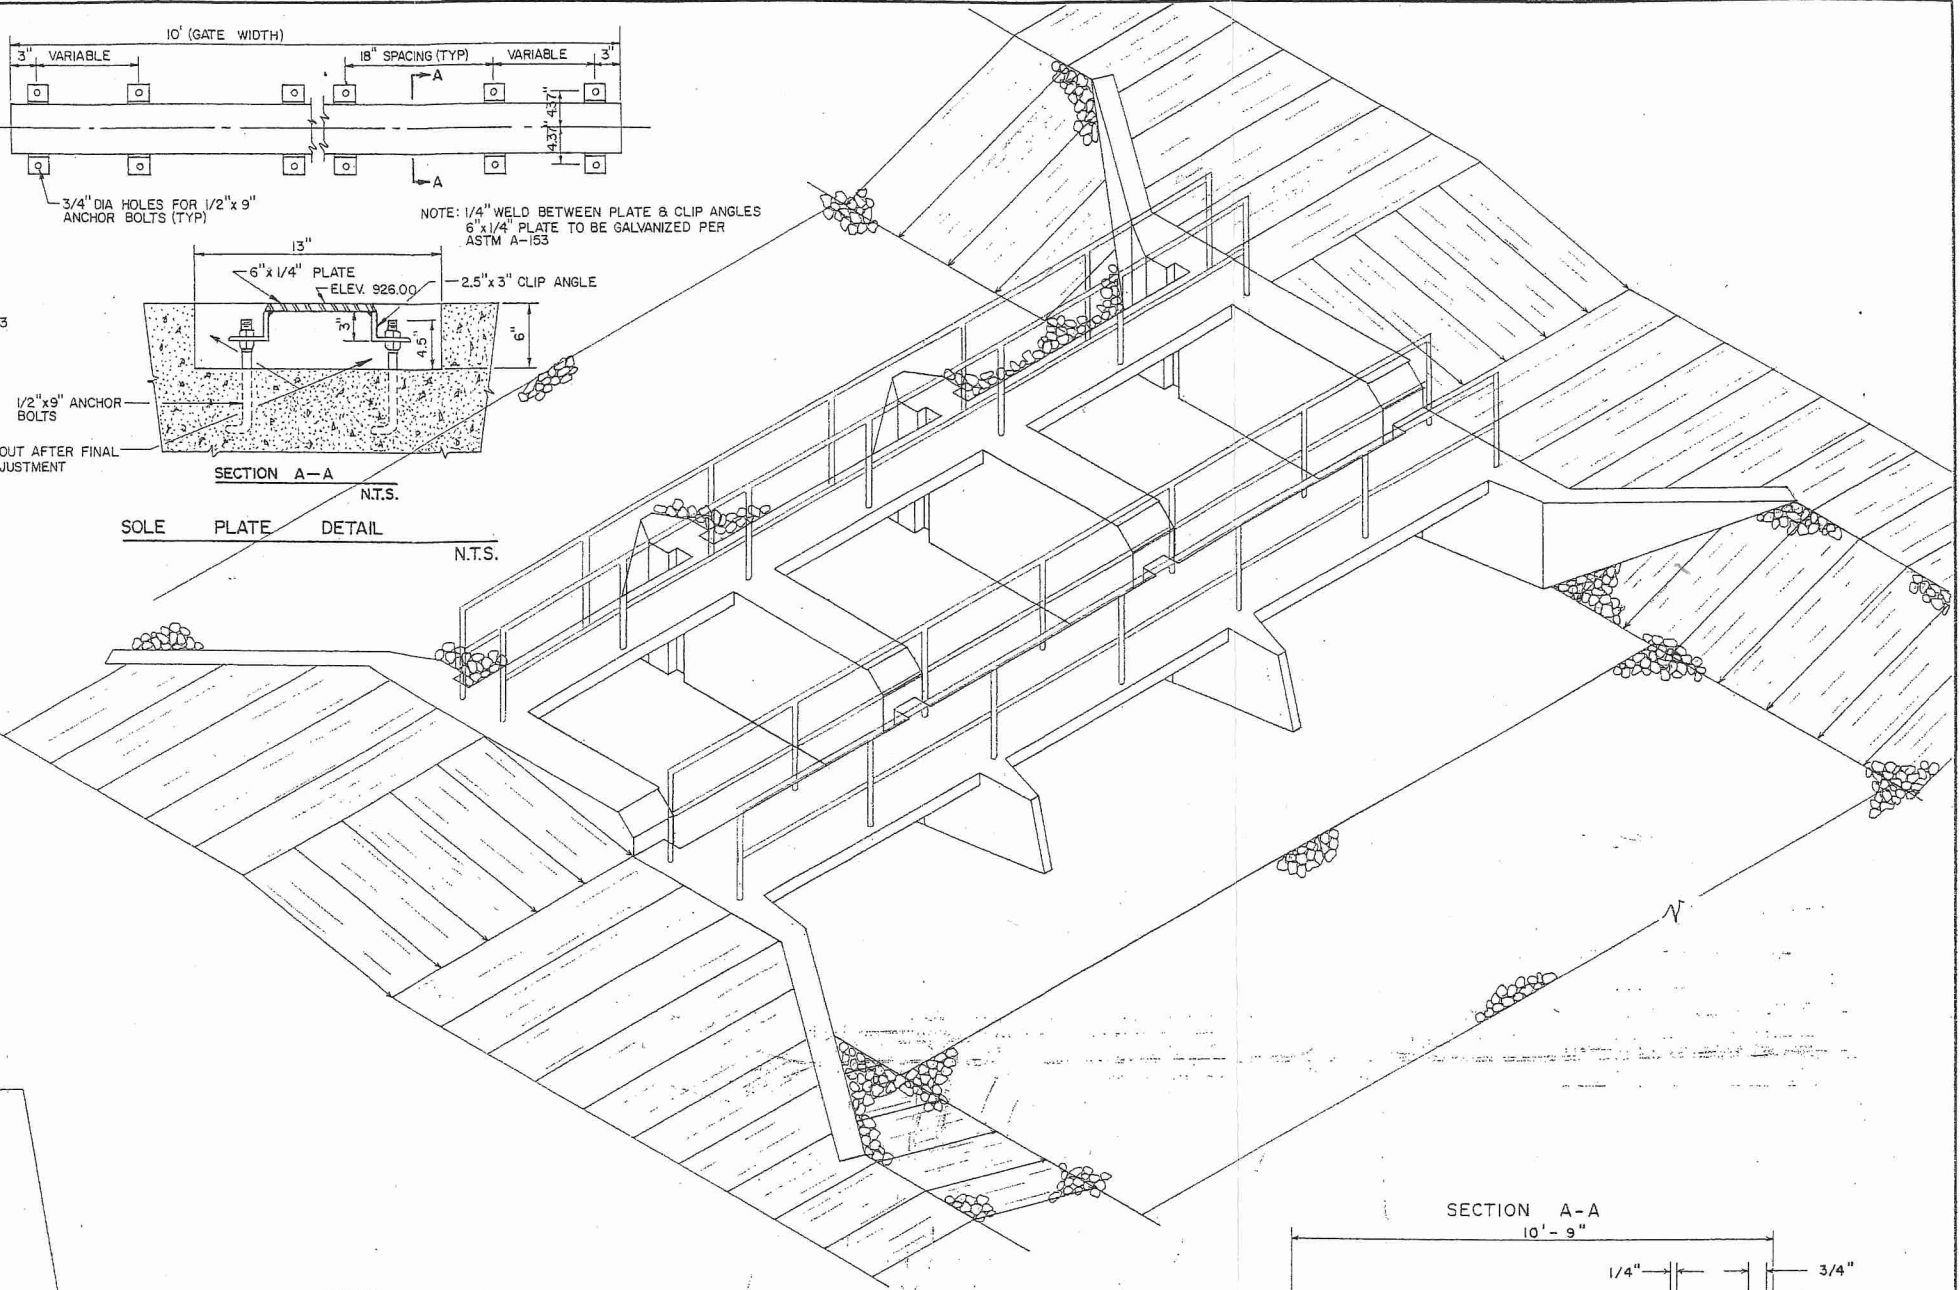 10' (GATE WIDTH)
3" VARIABLE 18" SPACING (TYP) VARIABLE 3"
A
4.37"
4.37"
A
3/4" DIA HOLES FOR 1/2" x 9"
ANCHOR BOLTS (TYP)
NOTE: 1/4" WELD BETWEEN PLATE & CLIP ANGLES
6" x 1/4" PLATE TO BE GALVANIZED PER
ASTM A-153
13"
6" x 1/4" PLATE
ELEV. 926.00
2.5" x 3" CLIP ANGLE
3
3"
4.5"
6"
1/2" x 9" ANCHOR
BOLTS
OUT AFTER FINAL
JUSTMENT
SECTION A-A
N.T.S.
SOLE PLATE DETAIL
N.T.S.
N
SECTION A-A
10' - 9"
1/4" 3/4"